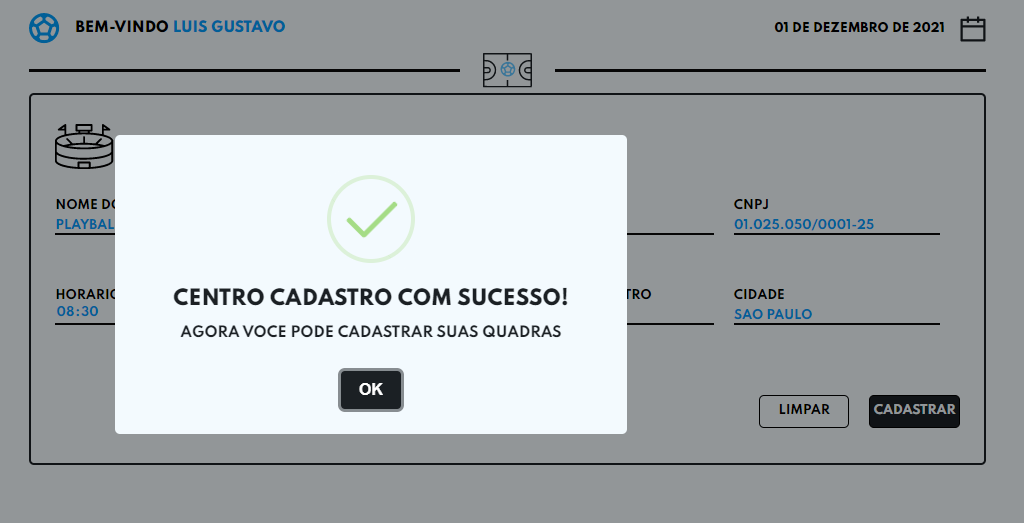 BEM-VINDO LUIS GUSTAVO
01 DE DEZEMBRO DE 2021
NOME DO
CNPJ
PLAYBAL
01.025.050/0001-25
CENTRO CADASTRO COM SUCESSO!
HORARIO
TRO
CIDADE
08:30
SAO PAULO
AGORA VOCE PODE CADASTRAR SUAS QUADRAS
OK
LIMPAR
CADASTRAR